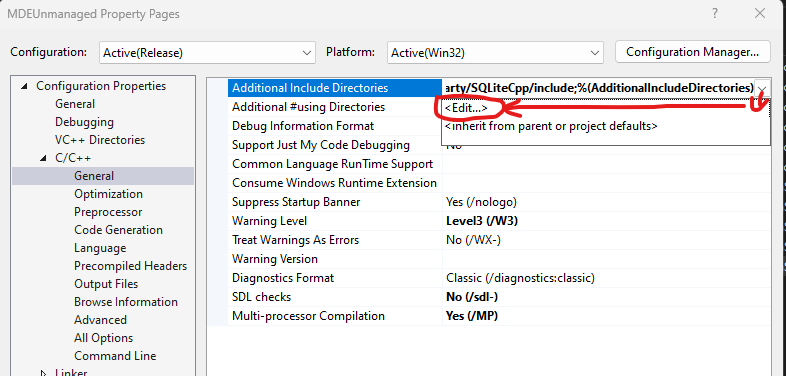 MDEUnmanaged Property Pages ? ×
Configuration: Active(Release) Platform: Active(Win32) Configuration Manager...
Configuration Properties
General
Debugging
VC++ Directories
C/C++
General
Optimization
Preprocessor
Code Generation
Language
Precompiled Headers
Output Files
Browse Information
Advanced
All Options
Command Line
Linker
Additional Include Directories arty/SQLiteCpp/include;%(AdditionalIncludeDirectories)
Additional #using Directories <Edit...>
Debug Information Format <inherit from parent or project defaults>
Support Just My Code Debugging No
Common Language RunTime Support
Consume Windows Runtime Extension
Suppress Startup Banner Yes (/nologo)
Warning Level Level3 (/W3)
Treat Warnings As Errors No (/WX-)
Warning Version
Diagnostics Format Classic (/diagnostics:classic)
SDL checks No (/sdl-)
Multi-processor Compilation Yes (/MP)